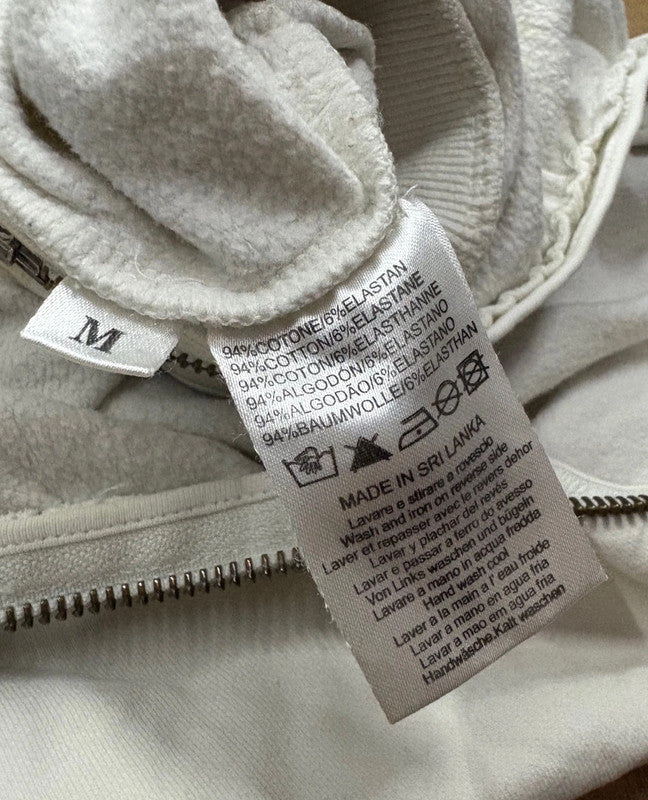 M
94%COTONE/6%ELASTAN
94%COTTON/6%ELASTANE
94%COTON/6%ELASTHANNE
94%ALGODÓN/6%ELASTANO
94%ALGODÃO/6%ELASTANO
94%BAUMWOLLE/6%ELASTHAN
MADE IN SRI LANKA
Lavare e stirare a rovescio
Wash and iron on reverse side
Laver et repasser avec le revers dehor
Lavar y plachar del revés
Lavar e passar a ferro do avesso
Von Links waschen und bügeln
Lavare a mano in acqua fredda
Hand wash cool
Laver a la main a l'eau froide
Lavar a mano en agua fria
Lavar a mao em agua fria
Handwäsche.Kalt waschen